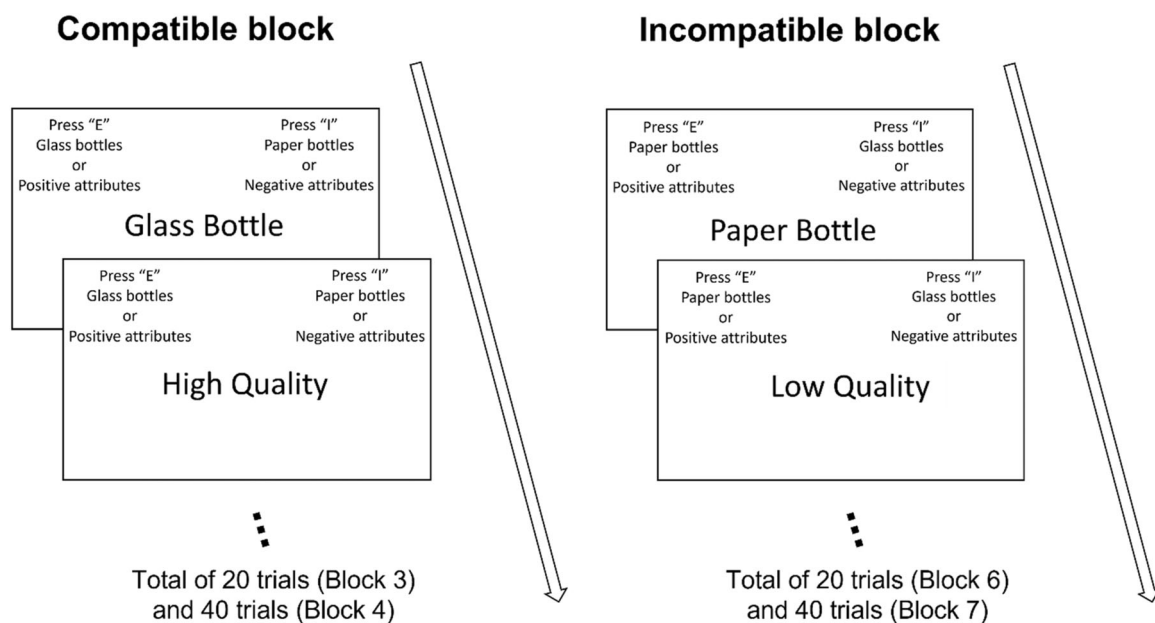 Compatible block
Press “E”
Glass bottles
or
Positive attributes
Press “I”
Paper bottles
or
Negative attributes
Glass Bottle
Press “E”
Glass bottles
or
Positive attributes
Press “I”
Paper bottles
or
Negative attributes
High Quality
Total of 20 trials (Block 3)
and 40 trials (Block 4)
Incompatible block
Press “E”
Paper bottles
or
Positive attributes
Press “I”
Glass bottles
or
Negative attributes
Paper Bottle
Press “E”
Paper bottles
or
Positive attributes
Press “I”
Glass bottles
or
Negative attributes
Low Quality
Total of 20 trials (Block 6)
and 40 trials (Block 7)